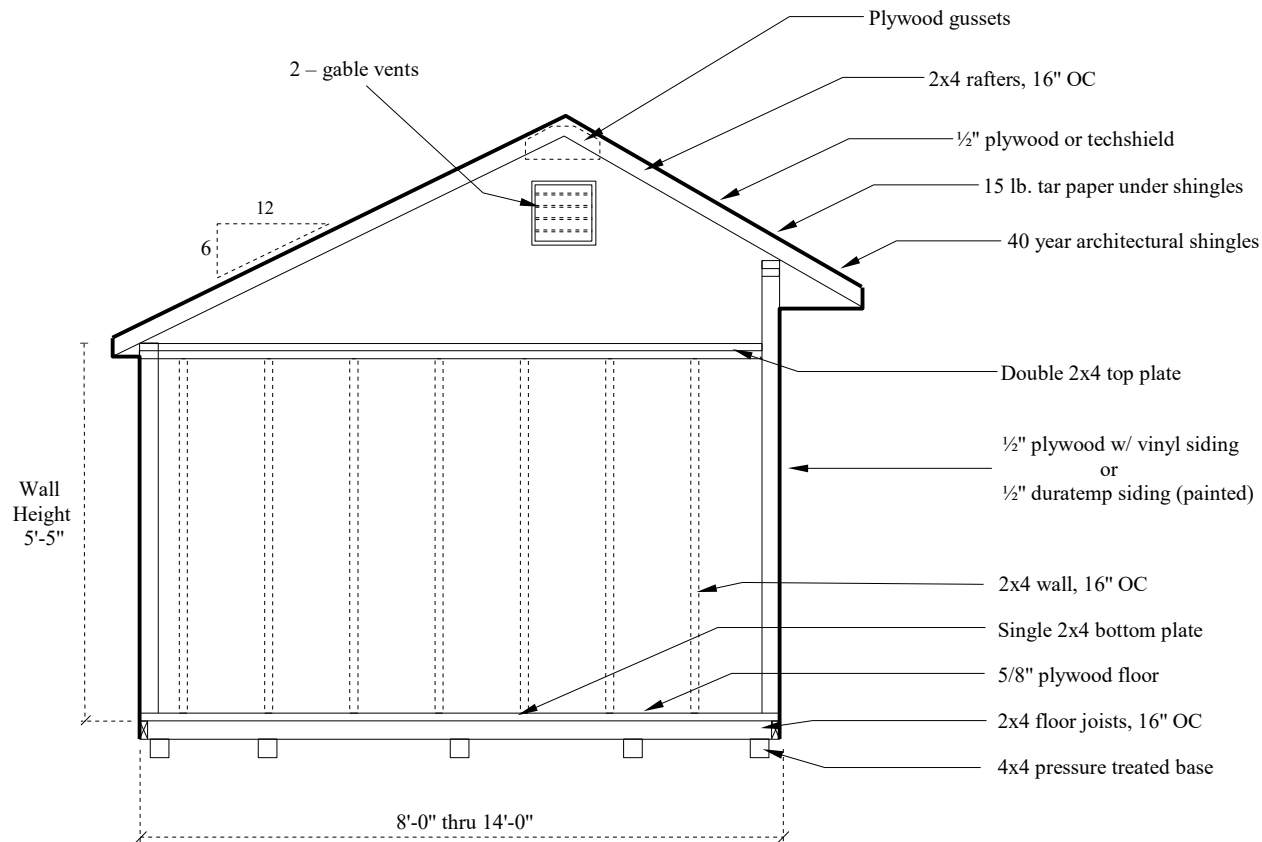 Plywood gussets
2 – gable vents
2x4 rafters, 16" OC
½" plywood or techshield
15 lb. tar paper under shingles
12
6
40 year architectural shingles
Double 2x4 top plate
½" plywood w/ vinyl siding
or
½" duratemp siding (painted)
Wall
Height
5'-5"
2x4 wall, 16" OC
Single 2x4 bottom plate
5/8" plywood floor
2x4 floor joists, 16" OC
4x4 pressure treated base
8'-0" thru 14'-0"